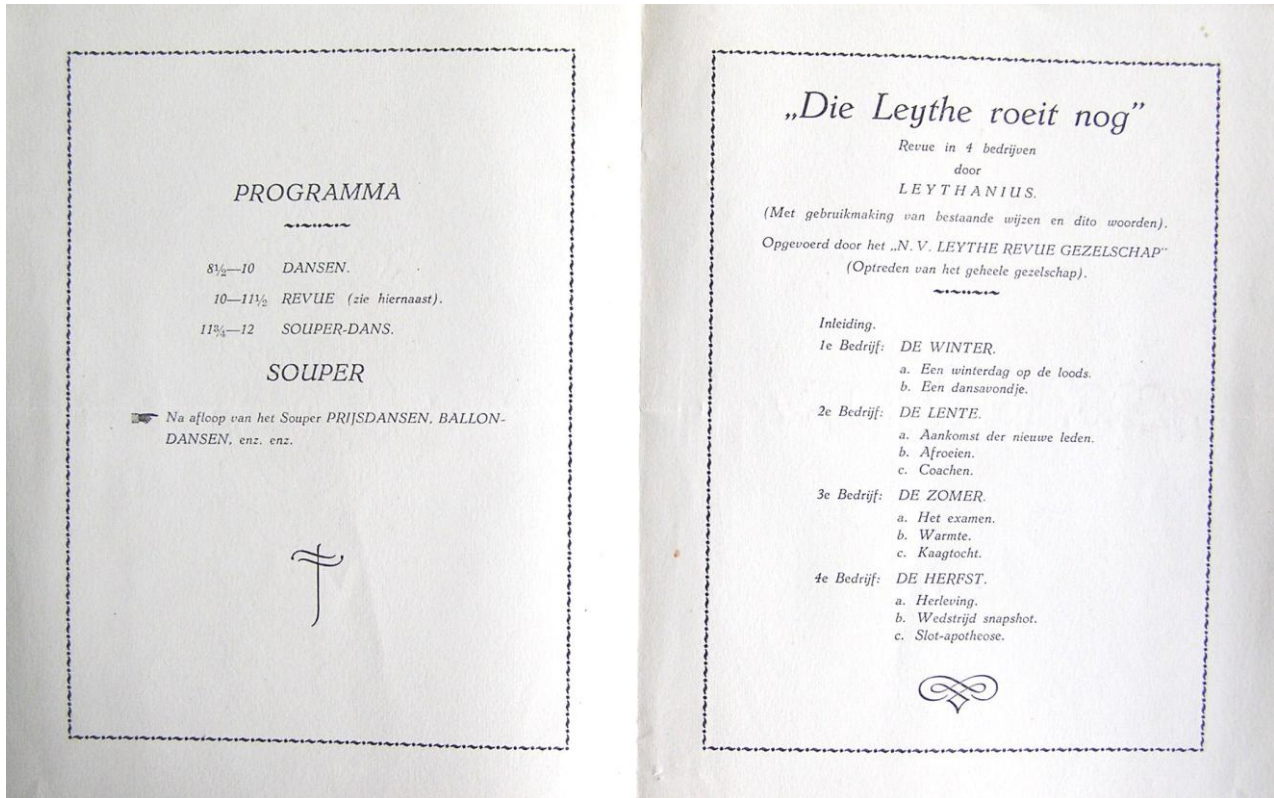 PROGRAMMA
8½—10 DANSEN.
10—11½ REVUE (zie hiernaast).
11¾—12 SOUPER-DANS.
SOUPER
Na afloop van het Souper PRIJSDANSEN, BALLON-
DANSEN, enz. enz.
„Die Leythe roeit nog”
Revue in 4 bedrijven
door
LEYTHANIUS.
(Met gebruikmaking van bestaande wijzen en dito woorden).
Opgevoerd door het „N. V. LEYTHE REVUE GEZELSCHAP”
(Optreden van het geheele gezelschap).
Inleiding.
1e Bedrijf: DE WINTER.
a. Een winterdag op de loods.
b. Een dansavondje.
2e Bedrijf: DE LENTE.
a. Aankomst der nieuwe leden.
b. Afroeien.
c. Coachen.
3e Bedrijf: DE ZOMER.
a. Het examen.
b. Warmte.
c. Kaagtocht.
4e Bedrijf: DE HERFST.
a. Herleving.
b. Wedstrijd snapshot.
c. Slot-apotheose.